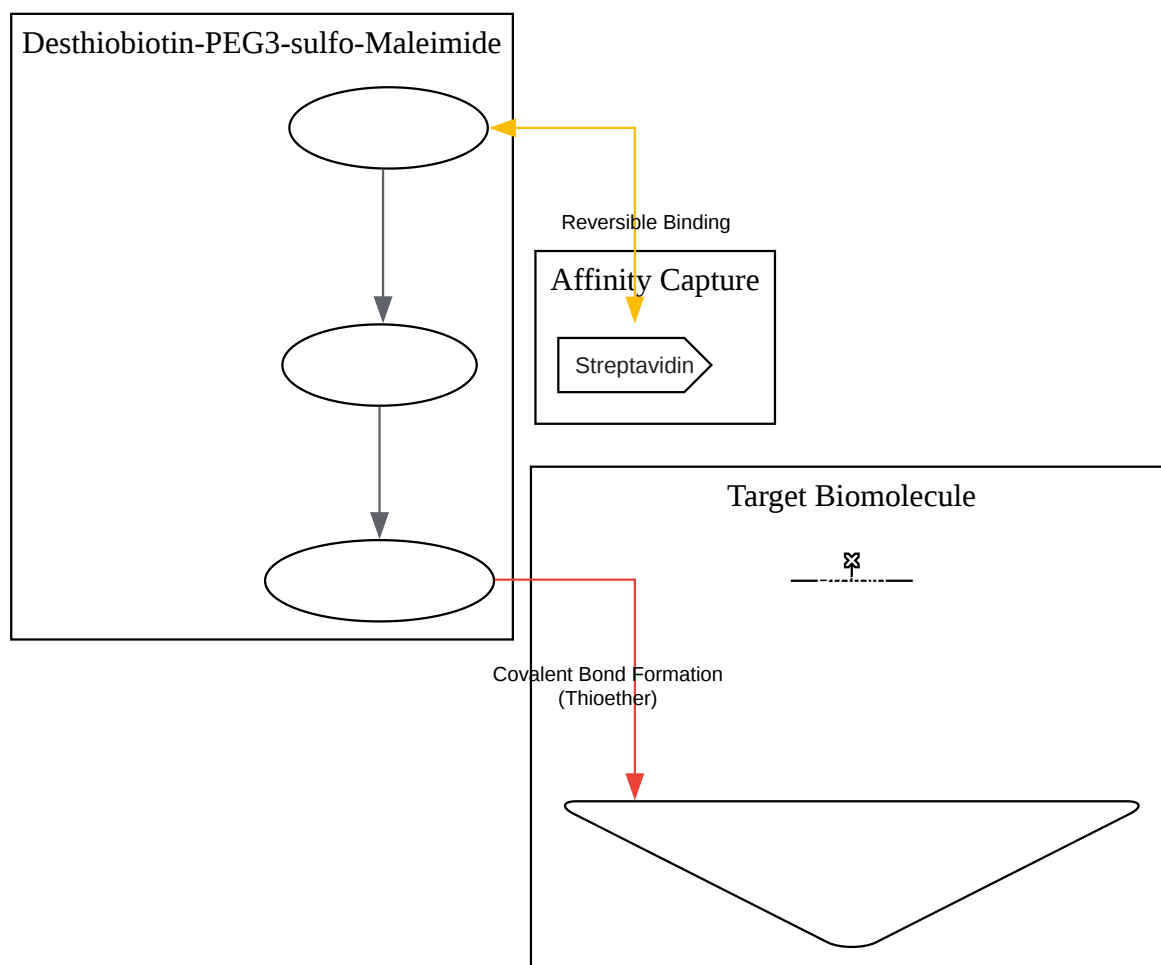 Desthiobiotin-PEG3-sulfo-Maleimide
Reversible Binding
Affinity Capture
Streptavidin
Target Biomolecule
Covalent Bond Formation
(Thioether)